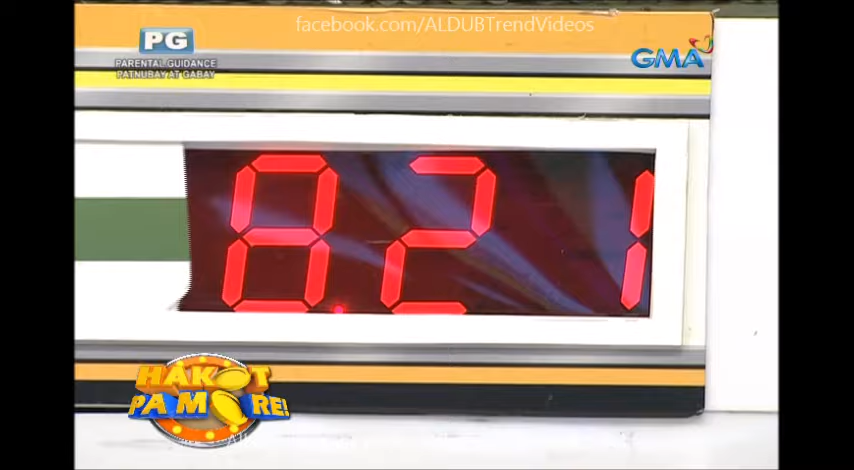 facebook.com/ALDUBTrendVideos
PG
PARENTAL GUIDANCE
PATNUBAY AT GABAY
GMA
8.21
HAKOT
PA MORE!